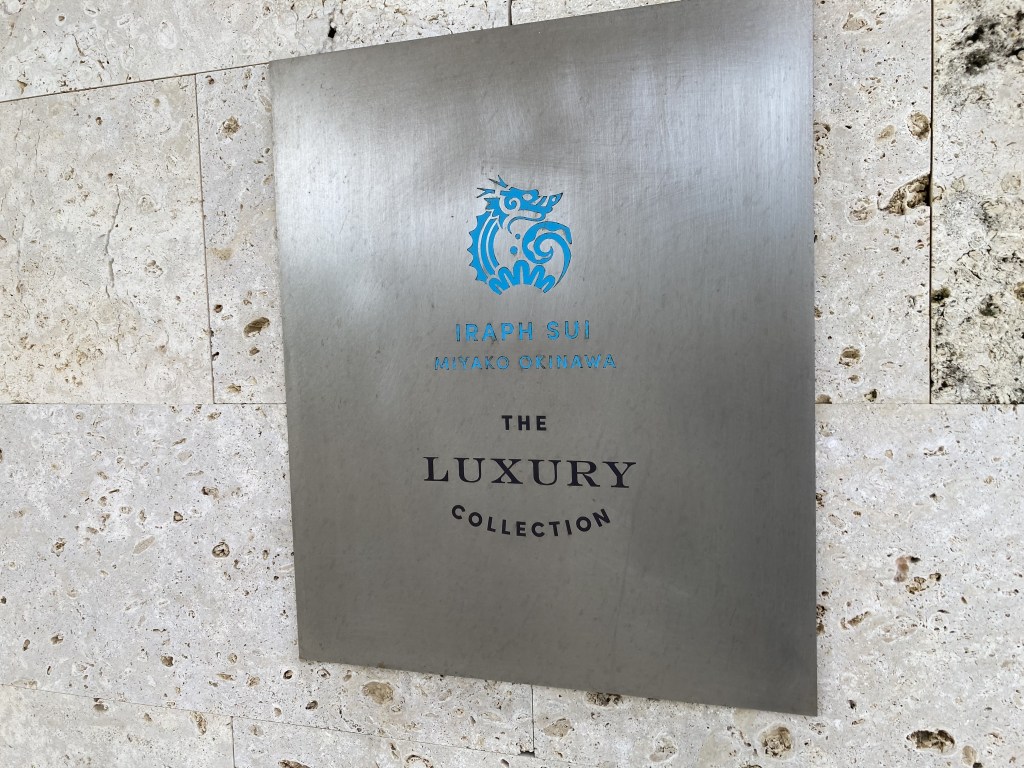 IRAPH SUI
MIYAKO OKINAWA
THE
LUXURY
COLLECTION